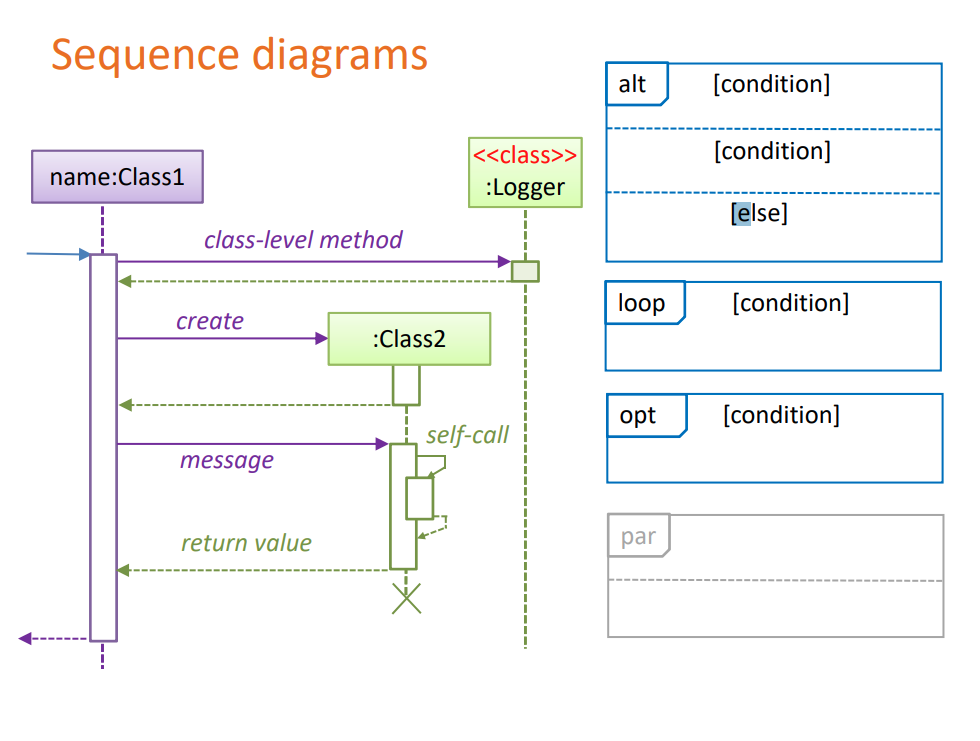 Sequence diagrams
name:Class1
<<class>>
:Logger
class-level method
create
:Class2
self-call
message
return value
alt [condition]
[condition]
[else]
loop [condition]
opt [condition]
par